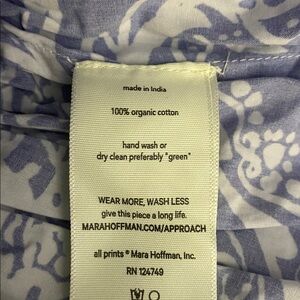 made in India
100% organic cotton
hand wash or
dry clean preferably "green"
WEAR MORE, WASH LESS
give this piece a long life.
MARAHOFFMAN.COM/APPROACH
all prints ® Mara Hoffman, Inc.
RN 124749